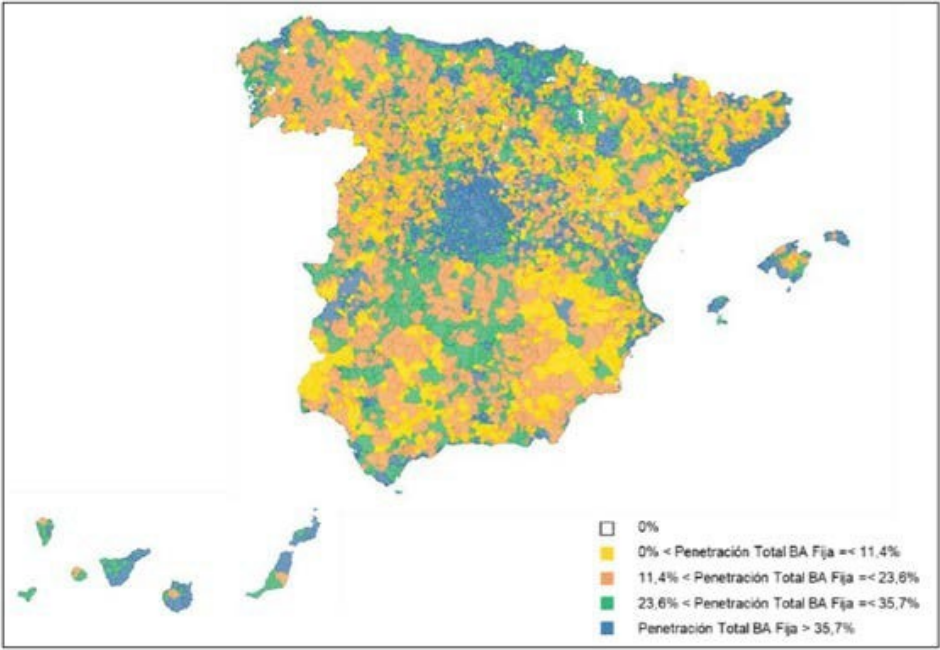 0%
0% < Penetración Total BA Fija =< 11,4%
11,4% < Penetración Total BA Fija =< 23,6%
23,6% < Penetración Total BA Fija =< 35,7%
Penetración Total BA Fija > 35,7%